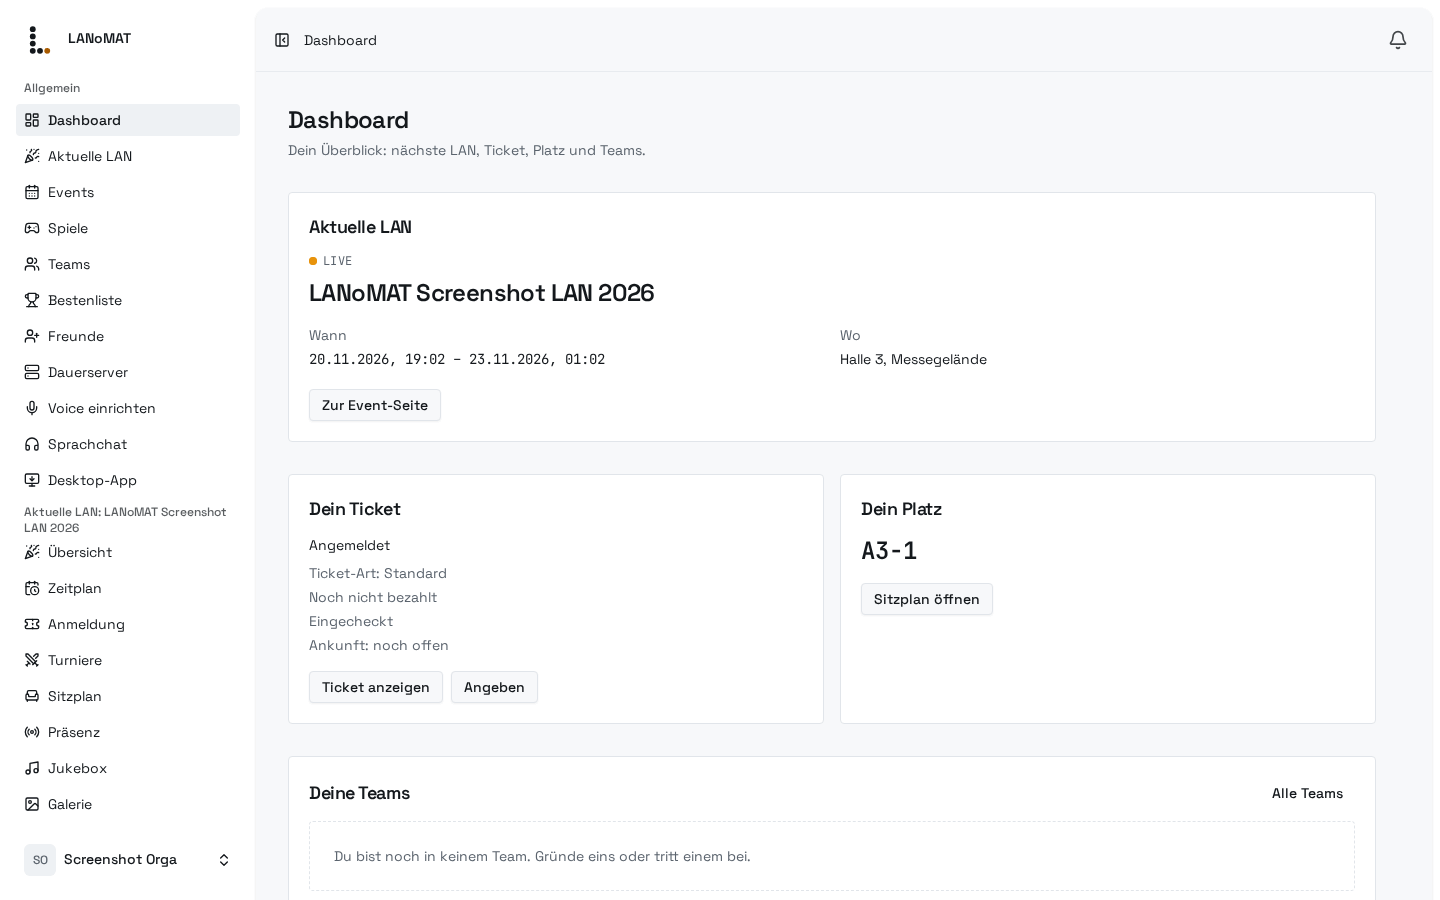 LANoMAT
Allgemein
Dashboard
Aktuelle LAN
Events
Spiele
Teams
Bestenliste
Freunde
Dauerserver
Voice einrichten
Sprachchat
Desktop-App
Aktuelle LAN: LANoMAT Screenshot
LAN 2026
Übersicht
Zeitplan
Anmeldung
Turniere
Sitzplan
Präsenz
Jukebox
Galerie
SO Screenshot Orga
Dashboard
Dashboard
Dein Überblick: nächste LAN, Ticket, Platz und Teams.
Aktuelle LAN
LIVE
LANoMAT Screenshot LAN 2026
Wann
20.11.2026, 19:02 – 23.11.2026, 01:02
Wo
Halle 3, Messegelände
Zur Event-Seite
Dein Ticket
Angemeldet
Ticket-Art: Standard
Noch nicht bezahlt
Eingecheckt
Ankunft: noch offen
Ticket anzeigen Angeben
Dein Platz
A3-1
Sitzplan öffnen
Deine Teams
Alle Teams
Du bist noch in keinem Team. Gründe eins oder tritt einem bei.